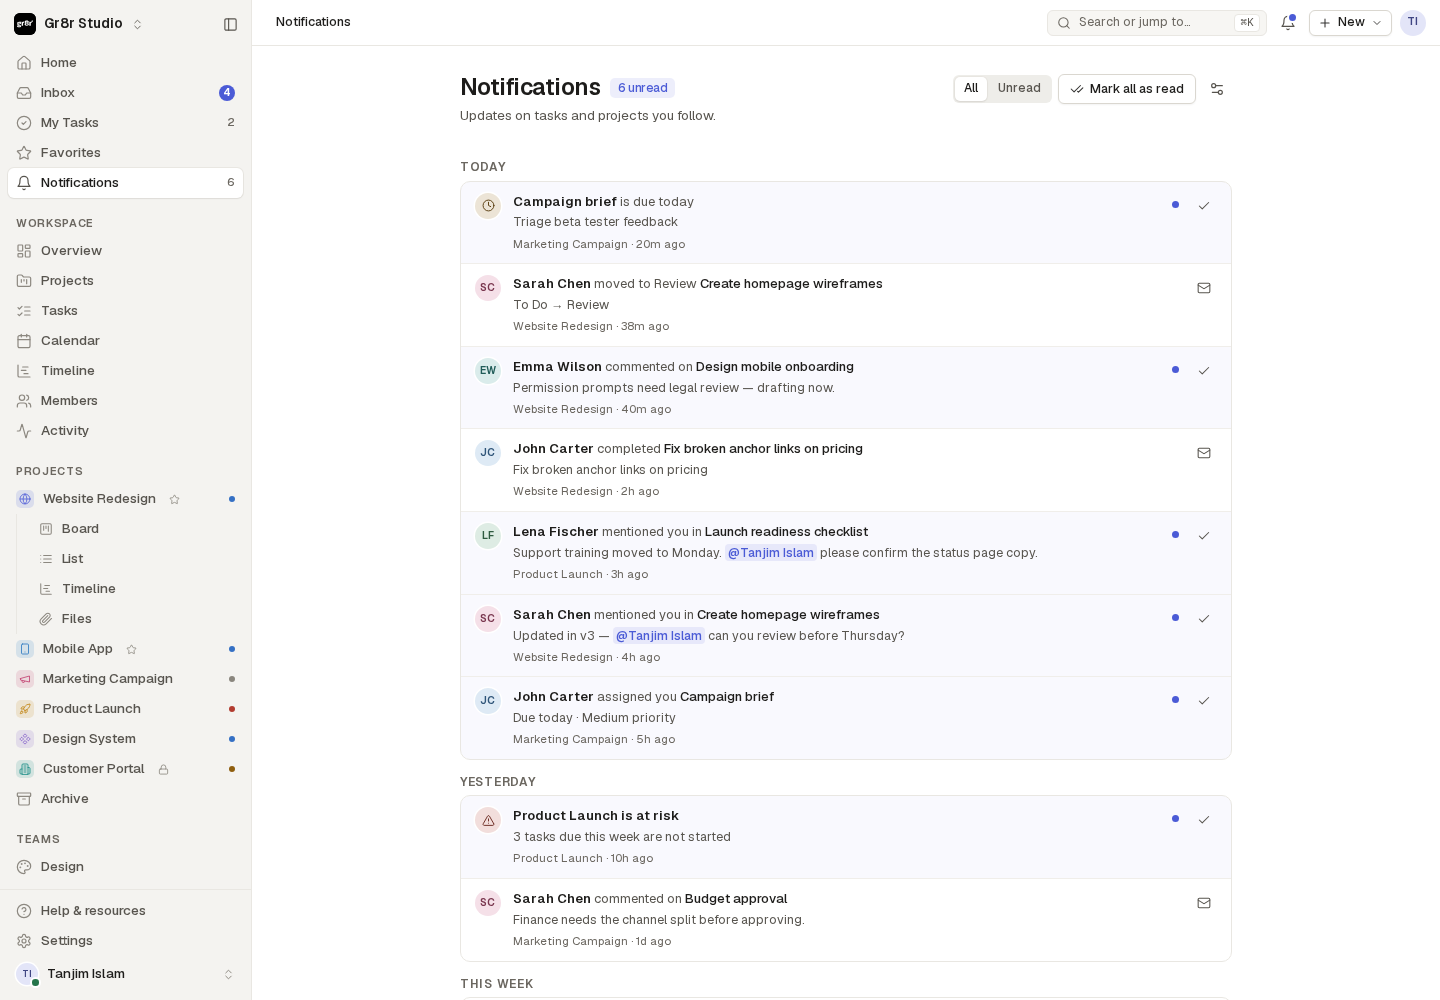 gr8r
Gr8r Studio
Home
Inbox 4
My Tasks 2
Favorites
Notifications 6
WORKSPACE
Overview
Projects
Tasks
Calendar
Timeline
Members
Activity
PROJECTS
Website Redesign
Board
List
Timeline
Files
Mobile App
Marketing Campaign
Product Launch
Design System
Customer Portal
Archive
TEAMS
Design
Help & resources
Settings
TI Tanjim Islam
Notifications
Search or jump to... ⌘K
New
TI
Notifications 6 unread
Updates on tasks and projects you follow.
All Unread Mark all as read
TODAY
Campaign brief is due today
Triage beta tester feedback
Marketing Campaign · 20m ago
SC Sarah Chen moved to Review Create homepage wireframes
To Do → Review
Website Redesign · 38m ago
EW Emma Wilson commented on Design mobile onboarding
Permission prompts need legal review — drafting now.
Website Redesign · 40m ago
JC John Carter completed Fix broken anchor links on pricing
Fix broken anchor links on pricing
Website Redesign · 2h ago
LF Lena Fischer mentioned you in Launch readiness checklist
Support training moved to Monday. @Tanjim Islam please confirm the status page copy.
Product Launch · 3h ago
SC Sarah Chen mentioned you in Create homepage wireframes
Updated in v3 — @Tanjim Islam can you review before Thursday?
Website Redesign · 4h ago
JC John Carter assigned you Campaign brief
Due today · Medium priority
Marketing Campaign · 5h ago
YESTERDAY
Product Launch is at risk
3 tasks due this week are not started
Product Launch · 10h ago
SC Sarah Chen commented on Budget approval
Finance needs the channel split before approving.
Marketing Campaign · 1d ago
THIS WEEK